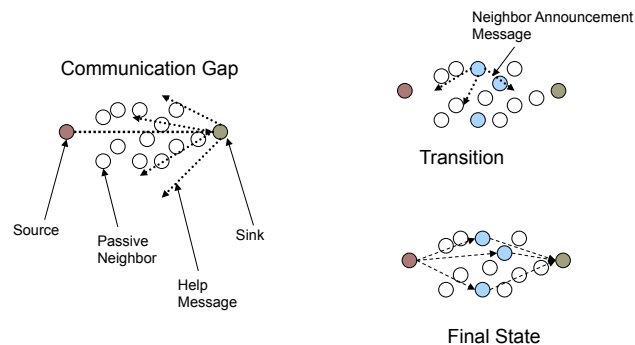 Communication Gap
Source
Passive
Neighbor
Help
Message
Sink
Neighbor Announcement
Message
Transition
Final State